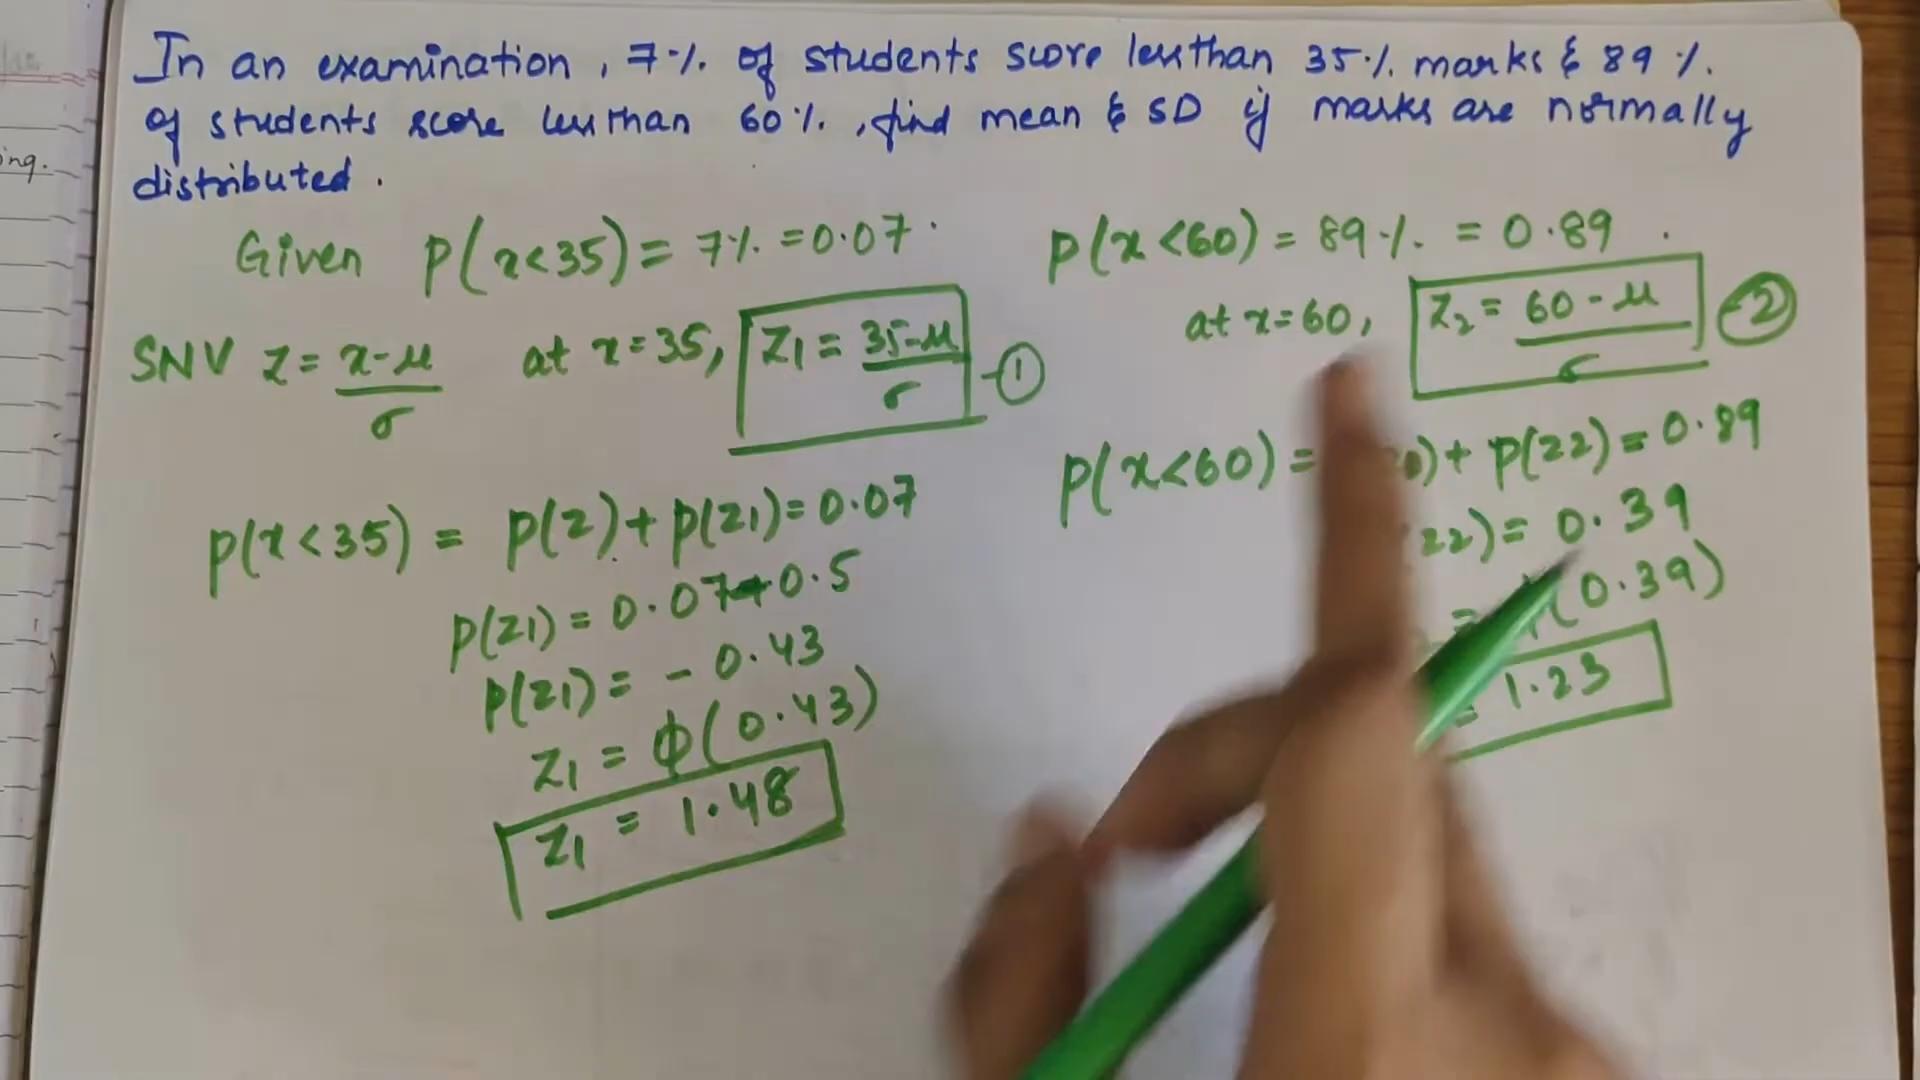 In an examination, 7% of students score less than 35% marks & 89%
of students score less than 60%, find mean & SD if marks are normally
distributed.
ing.
Given P(x<35) = 7% = 0.07.
P(x<60) = 89% = 0.89.
SNV z = x-μ/σ at x=35, Z1 = 35-μ/σ -①
at x=60, Z2 = 60-μ/σ -②
P(x<35) = P(z)+P(z1)=0.07
P(z1) = 0.07-0.5
P(z1) = - 0.43
Z1 = ϕ(0.43)
Z1 = 1.48
P(x<60) = + P(z2) = 0.89
z2) = 0.39
= (0.39)
= 1.23